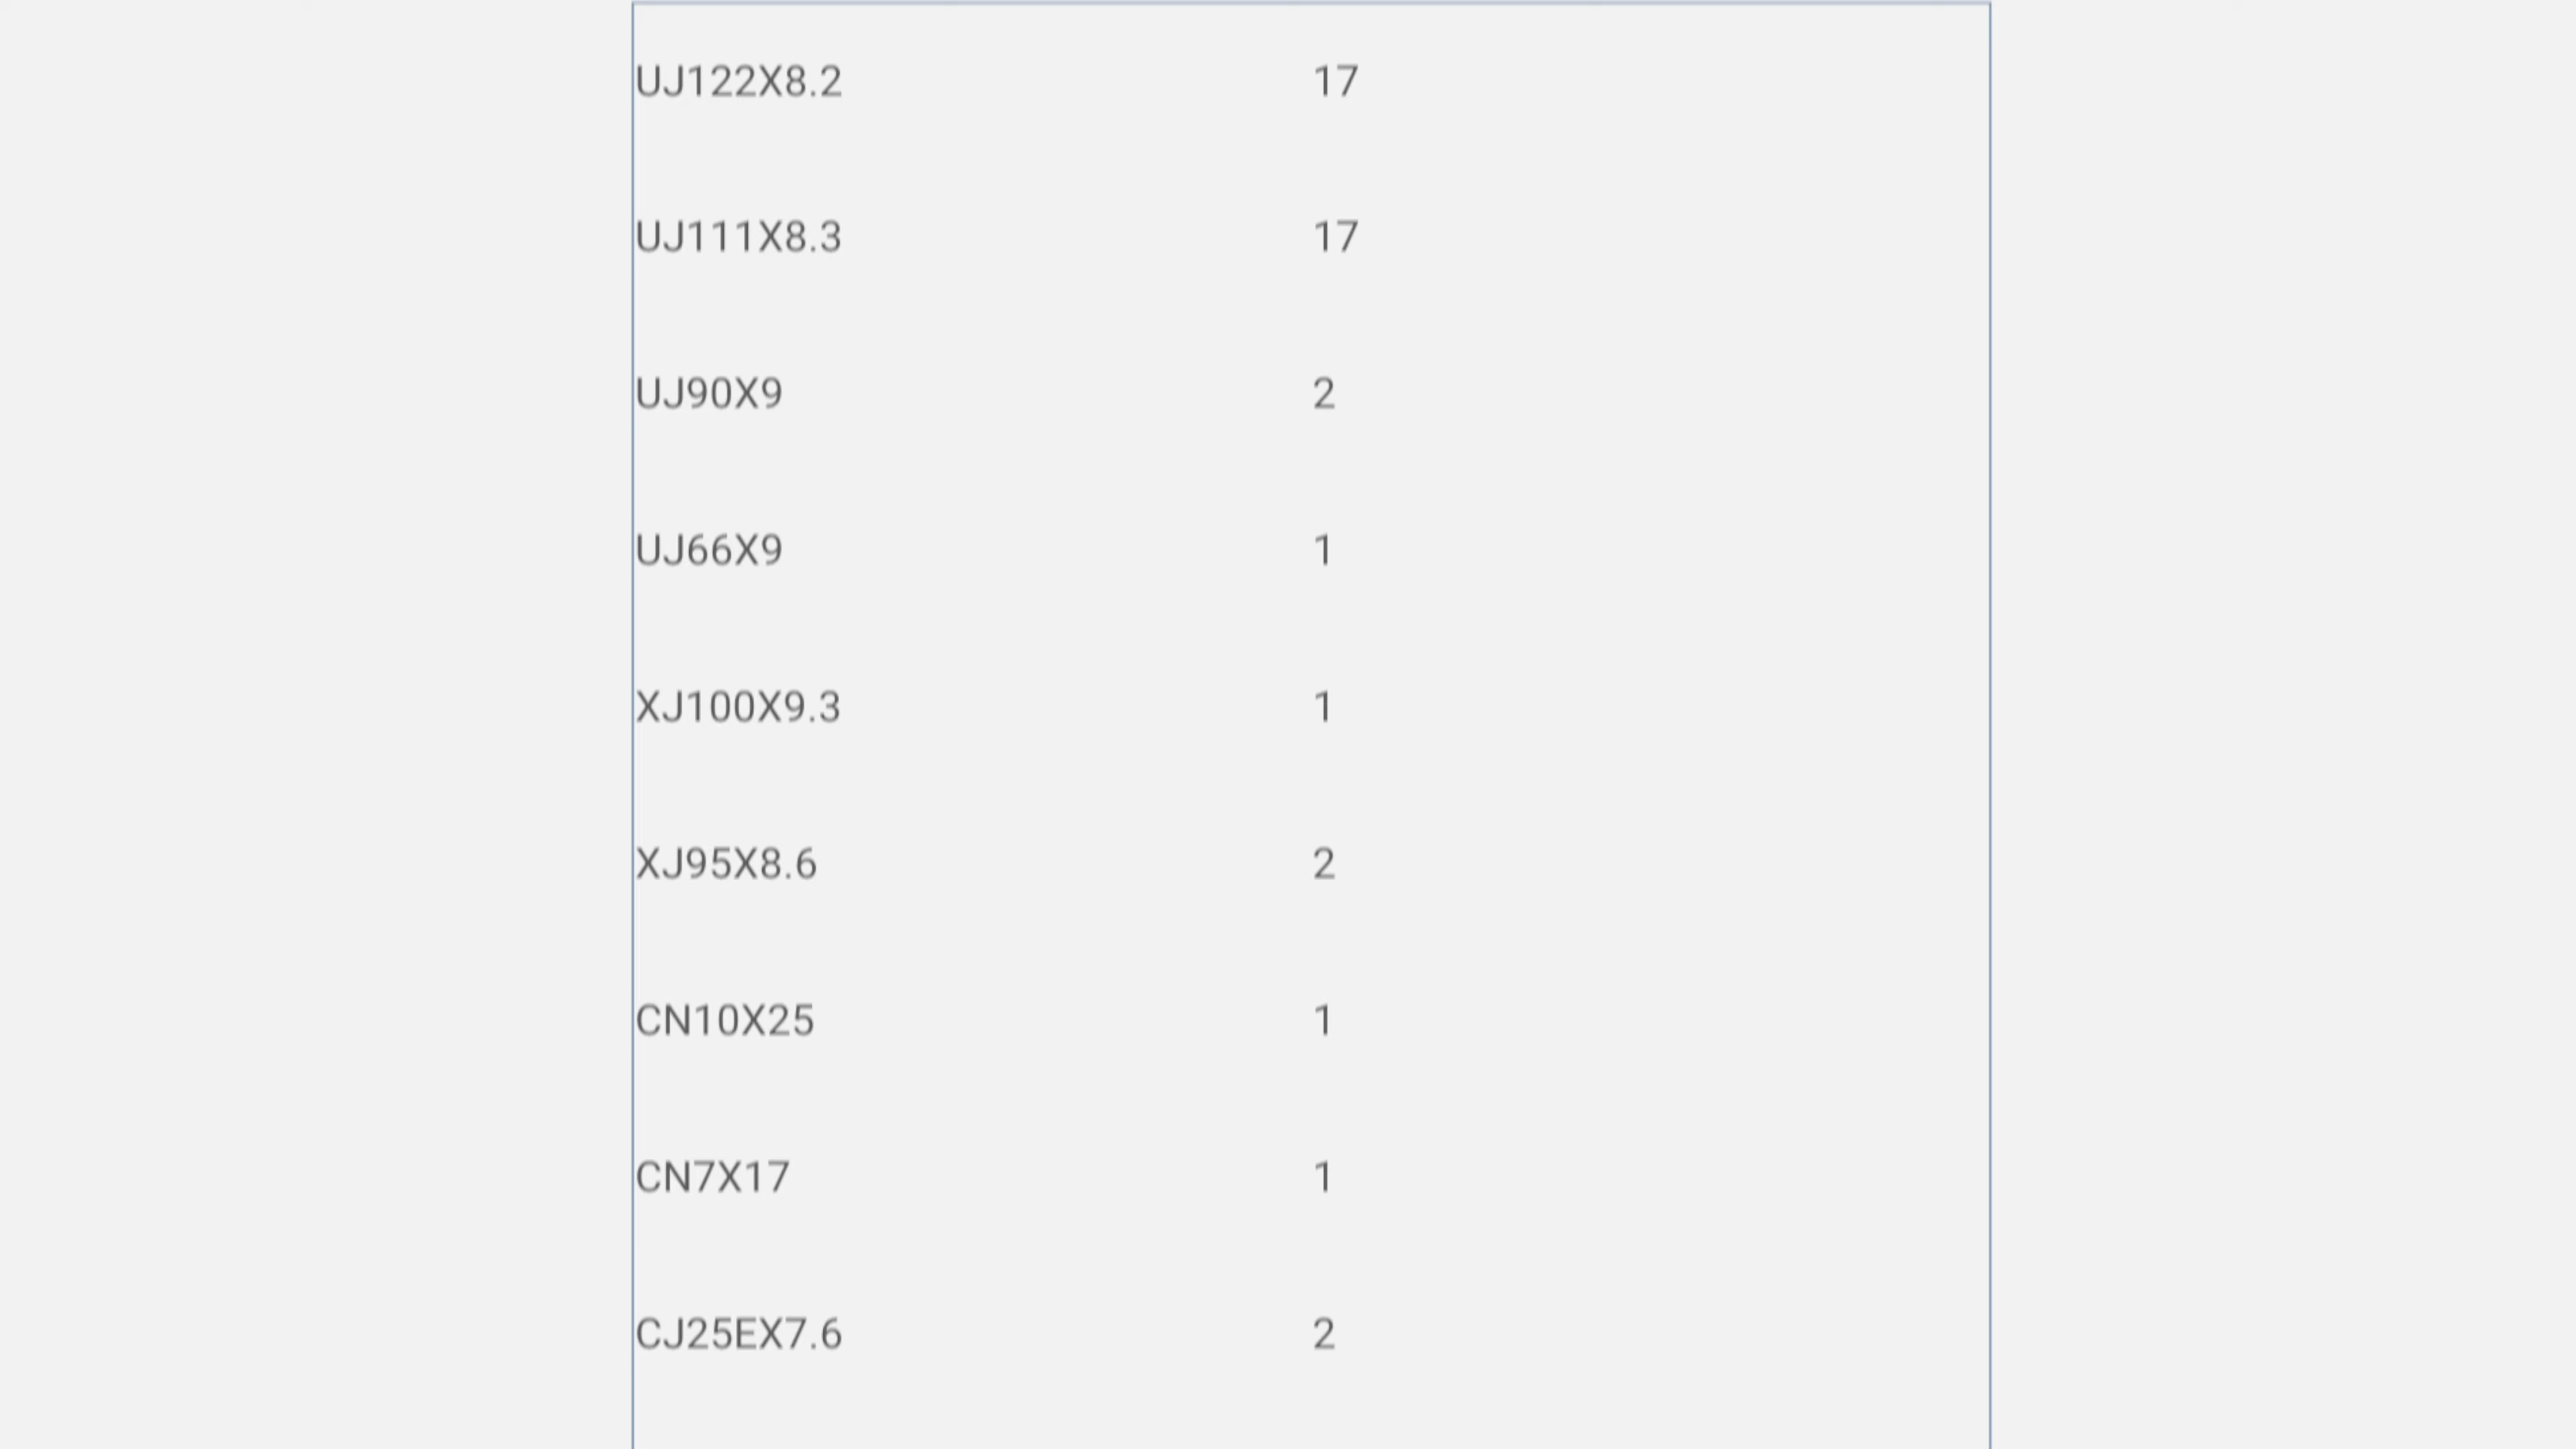 UJ122X8.2 17
UJ111X8.3 17
UJ90X9 2
UJ66X9 1
XJ100X9.3 1
XJ95X8.6 2
CN10X25 1
CN7X17 1
CJ25EX7.6 2